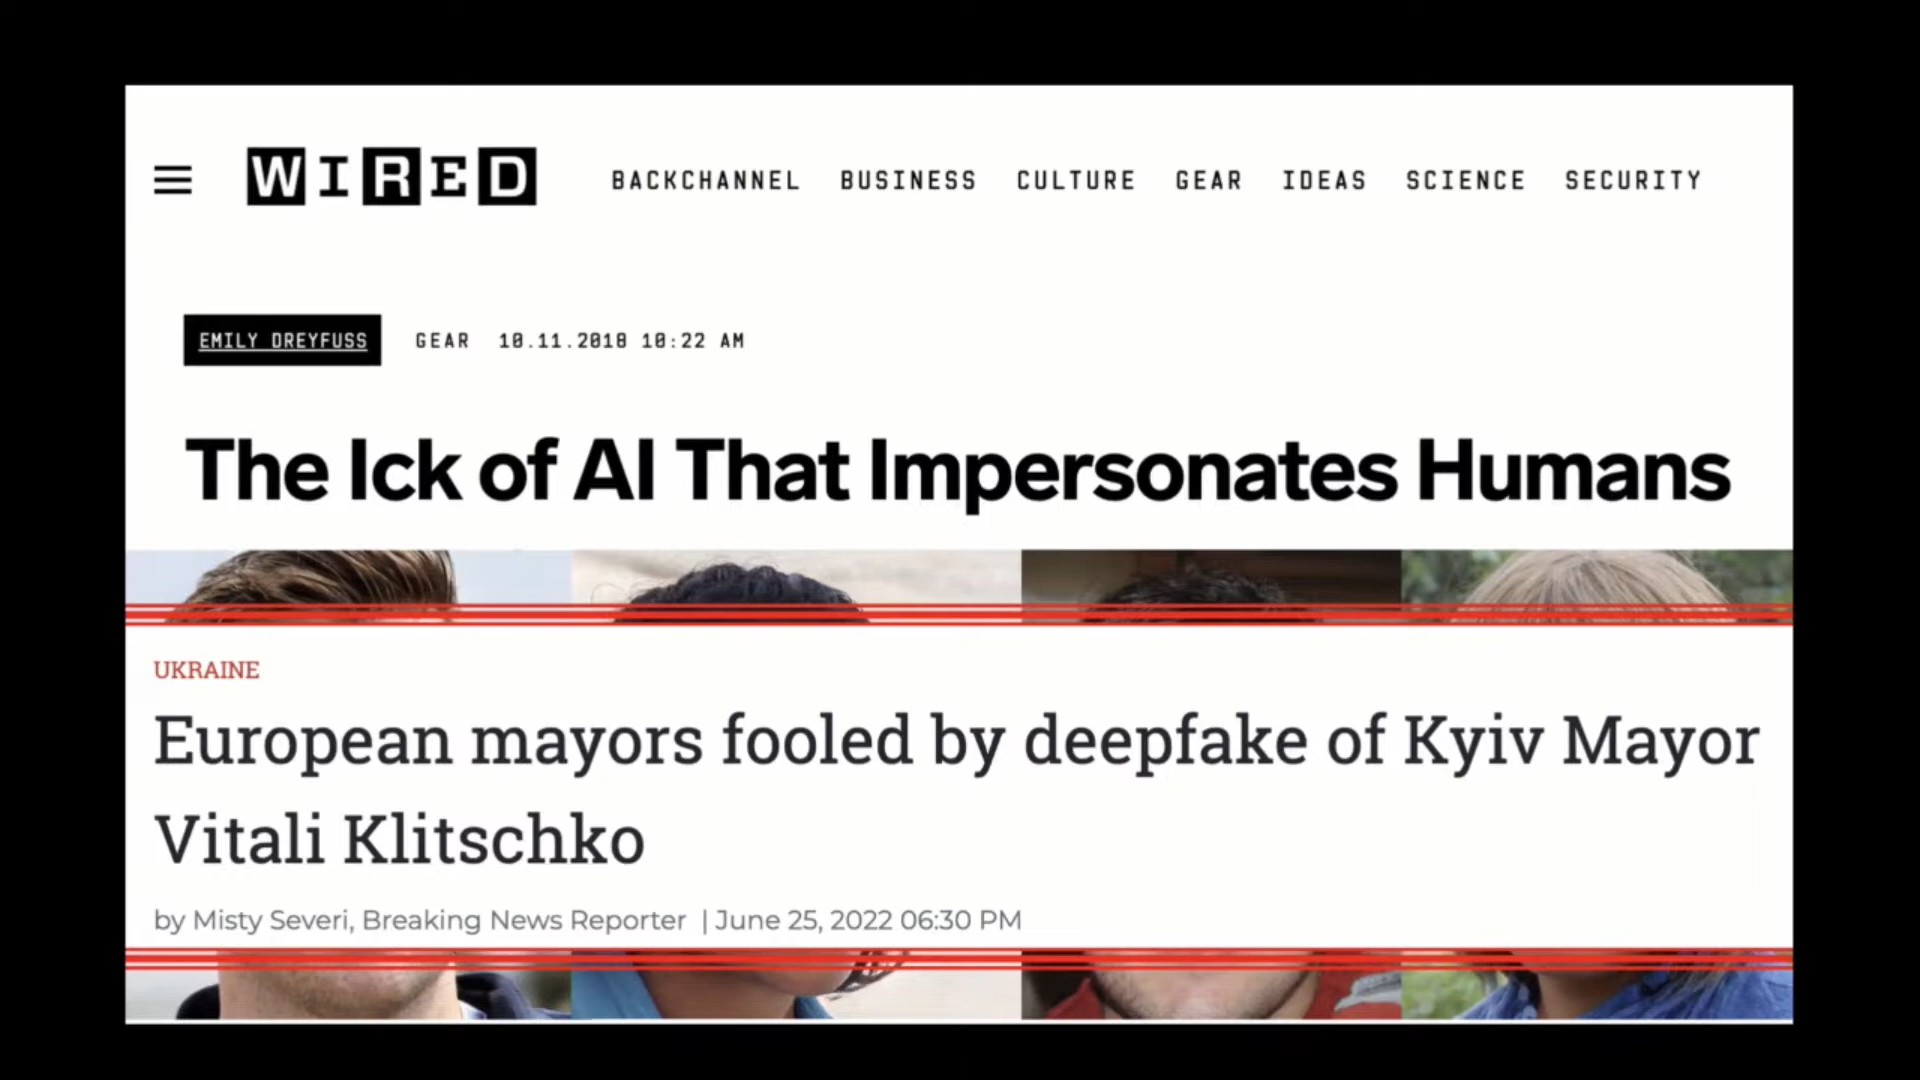 WIRED BACKCHANNEL BUSINESS CULTURE GEAR IDEAS SCIENCE SECURITY
EMILY DREYFUSS GEAR 10.11.2018 10:22 AM
The Ick of AI That Impersonates Humans
UKRAINE
European mayors fooled by deepfake of Kyiv Mayor
Vitali Klitschko
by Misty Severi, Breaking News Reporter | June 25, 2022 06:30 PM